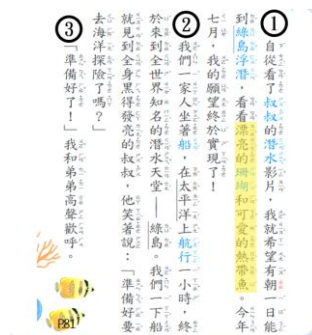 ①自從看了叔叔的潛水影片，我就希望有朝一日能
到綠島浮潛，看看漂亮的珊瑚和可愛的熱帶魚。今年
七月，我的願望終於實現了！
②我們一家人坐著船，在太平洋上航行一小時，終
於來到全世界知名的潛水天堂——綠島。我們一下船
就見到全身黑得發亮的叔叔，他笑著說：「準備好要
去海洋探險了嗎？」
③「準備好了！」我和弟弟高聲歡呼。
P81